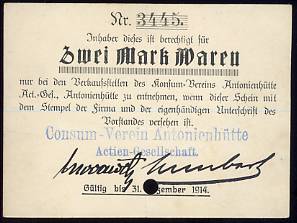 Nr. 3445.
Inhaber dieses ist berechtigt für
Zwei Mark Waren
nur bei den Verkaufsstellen des Konsum-Vereins Antonienhütte
Act.-Ges., Antonienhütte zu entnehmen, wenn dieser Schein mit
dem Stempel der Firma und der eigenhändigen Unterschrift des
Vorstandes versehen ist.
Consum-Verein Antonienhütte
Actien-Gesellschaft.
Gültig bis 31. zember 1914.